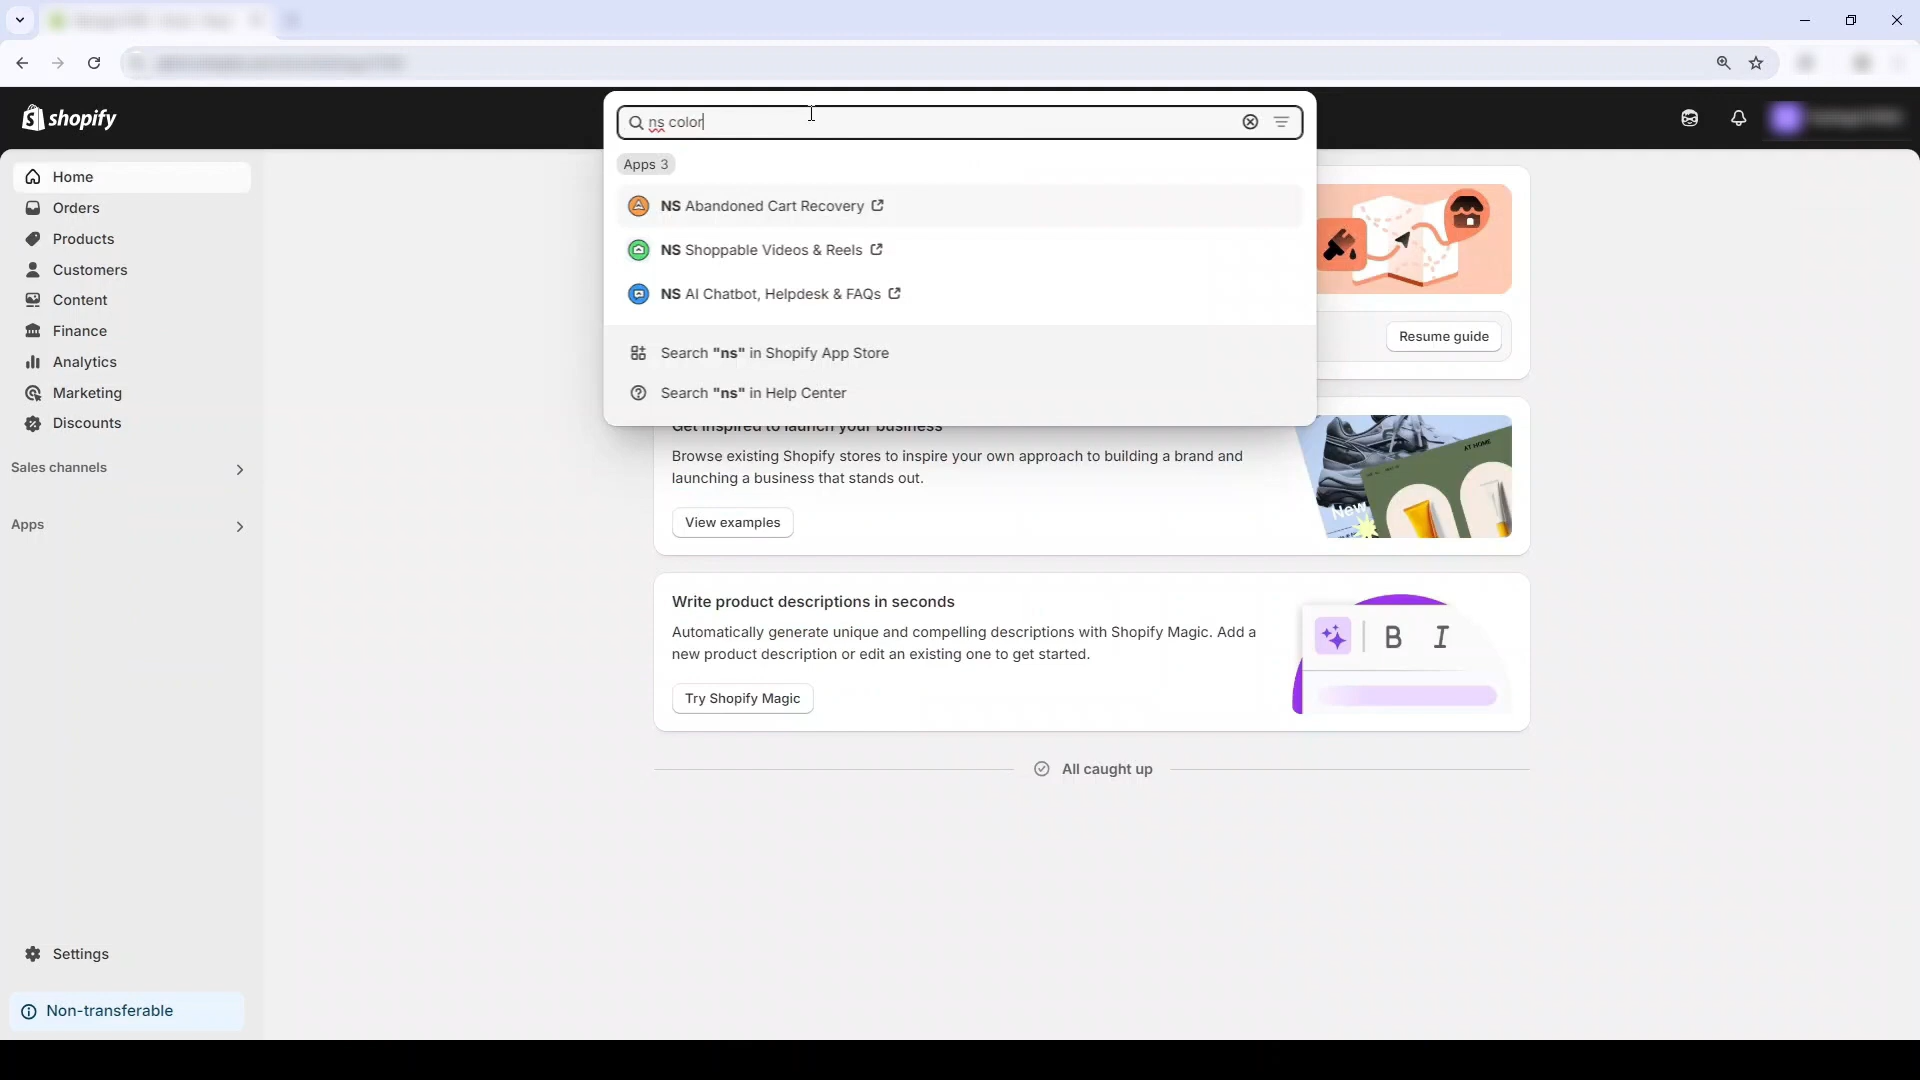 shopify
ns color
Apps 3
NS Abandoned Cart Recovery
NS Shoppable Videos & Reels
NS AI Chatbot, Helpdesk & FAQs
Search "ns" in Shopify App Store
Search "ns" in Help Center
Home
Orders
Products
Customers
Content
Finance
Analytics
Marketing
Discounts
Sales channels
Apps
Settings
Non-transferable
Resume guide
Get inspired to launch your business
Browse existing Shopify stores to inspire your own approach to building a brand and
launching a business that stands out.
View examples
AT HOME
New
Write product descriptions in seconds
Automatically generate unique and compelling descriptions with Shopify Magic. Add a
new product description or edit an existing one to get started.
Try Shopify Magic
B I
All caught up